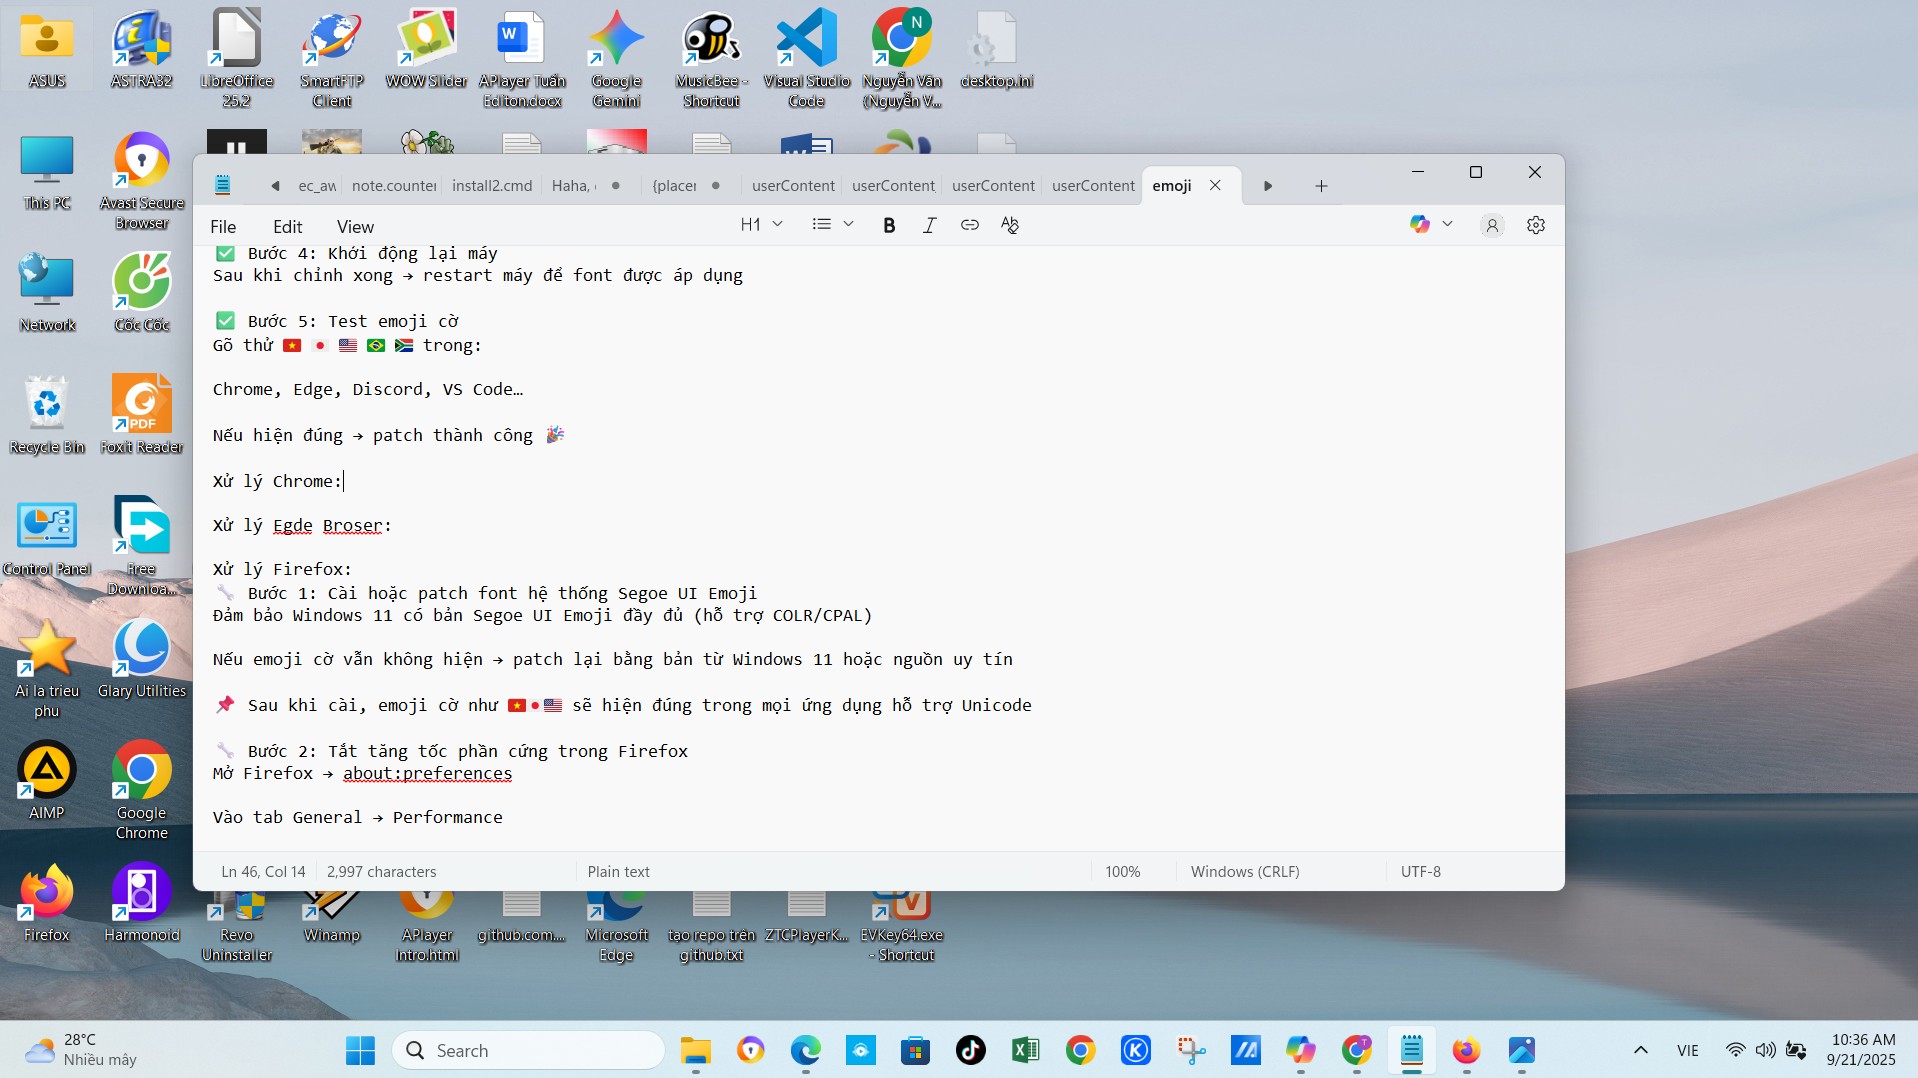 ASUS
ASTRA32
LibreOffice 25.2
SmartFTP Client
WOW Slider
APlayer Tuấn Editon.docx
Google Gemini
MusicBee - Shortcut
Visual Studio Code
Nguyễn Văn (Nguyễn V...
desktop.ini
This PC
Avast Secure Browser
Network
Cốc Cốc
Recycle Bin
Foxit Reader
Control Panel
Free Downloa...
Ai la trieu phu
Glary Utilities
AIMP
Google Chrome
Firefox
Harmonoid
Revo Uninstaller
Winamp
APlayer Intro.html
github.com....
Microsoft Edge
tạo repo trên github.txt
ZTCPlayerK...
EVKey64.exe - Shortcut
ec_aw
note.counter
install2.cmd
Haha,
{placer
userContent
userContent
userContent
userContent
emoji
File Edit View
H1
✅ Bước 4: Khởi động lại máy
Sau khi chỉnh xong → restart máy để font được áp dụng
✅ Bước 5: Test emoji cờ
Gõ thử 🇻🇳 🇯🇵 🇺🇸 🇧🇷 🇿🇦 trong:
Chrome, Edge, Discord, VS Code…
Nếu hiện đúng → patch thành công 🎉
Xử lý Chrome:
Xử lý Egde Broser:
Xử lý Firefox:
🔧 Bước 1: Cài hoặc patch font hệ thống Segoe UI Emoji
Đảm bảo Windows 11 có bản Segoe UI Emoji đầy đủ (hỗ trợ COLR/CPAL)
Nếu emoji cờ vẫn không hiện → patch lại bằng bản từ Windows 11 hoặc nguồn uy tín
📌 Sau khi cài, emoji cờ như 🇻🇳🇯🇵🇺🇸 sẽ hiện đúng trong mọi ứng dụng hỗ trợ Unicode
🔧 Bước 2: Tắt tăng tốc phần cứng trong Firefox
Mở Firefox → about:preferences
Vào tab General → Performance
Ln 46, Col 14
2,997 characters
Plain text
100%
Windows (CRLF)
UTF-8
28°C
Nhiều mây
Search
VIE
10:36 AM
9/21/2025